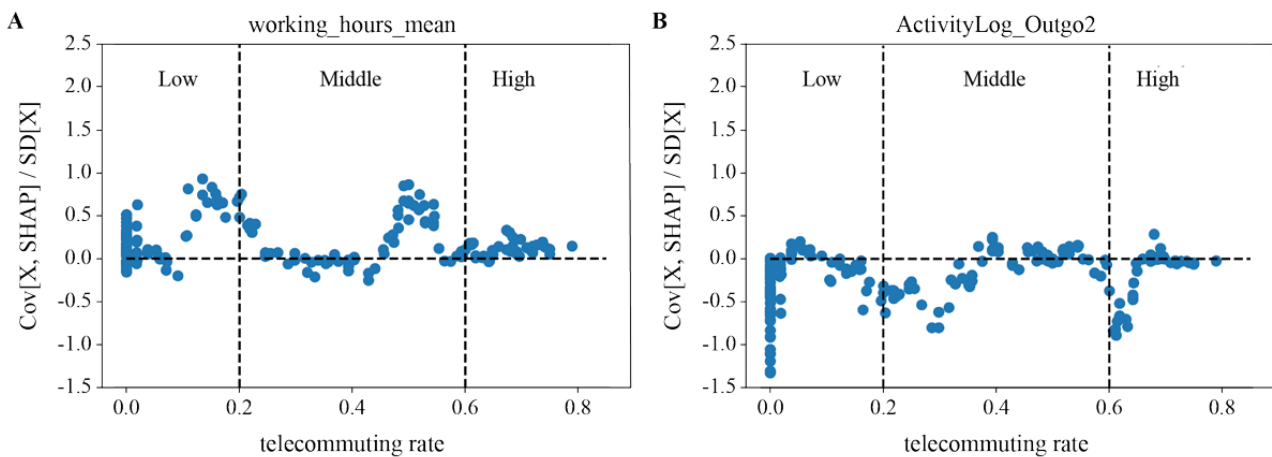 A
working_hours_mean
2.5
2.0
1.5
1.0
0.5
0.0
-0.5
-1.0
-1.5
Cov[X, SHAP] / SD[X]
Low
Middle
High
0.0 0.2 0.4 0.6 0.8
telecommuting rate
B
ActivityLog_Outgo2
2.5
2.0
1.5
1.0
0.5
0.0
-0.5
-1.0
-1.5
Cov[X, SHAP] / SD[X]
Low
Middle
High
0.0 0.2 0.4 0.6 0.8
telecommuting rate